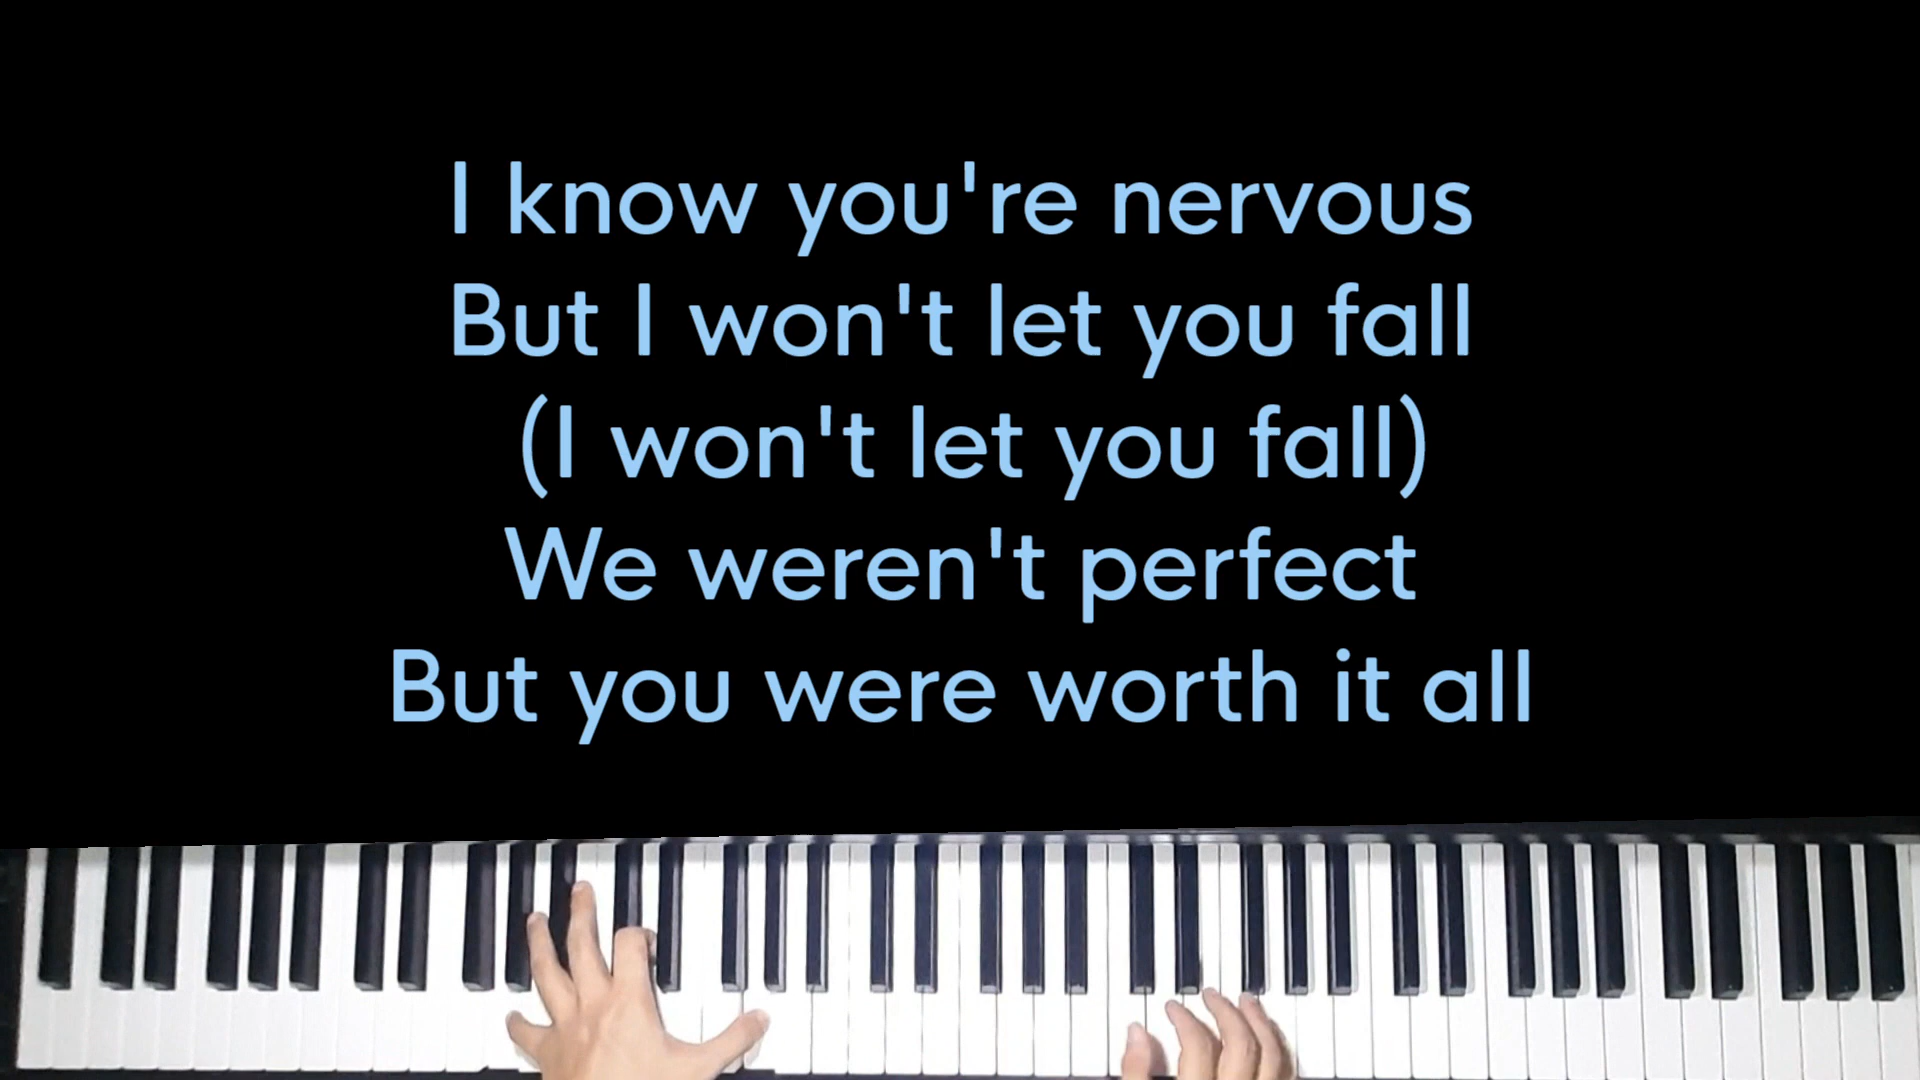 I know you're nervous
But I won't let you fall
(I won't let you fall)
We weren't perfect
But you were worth it all